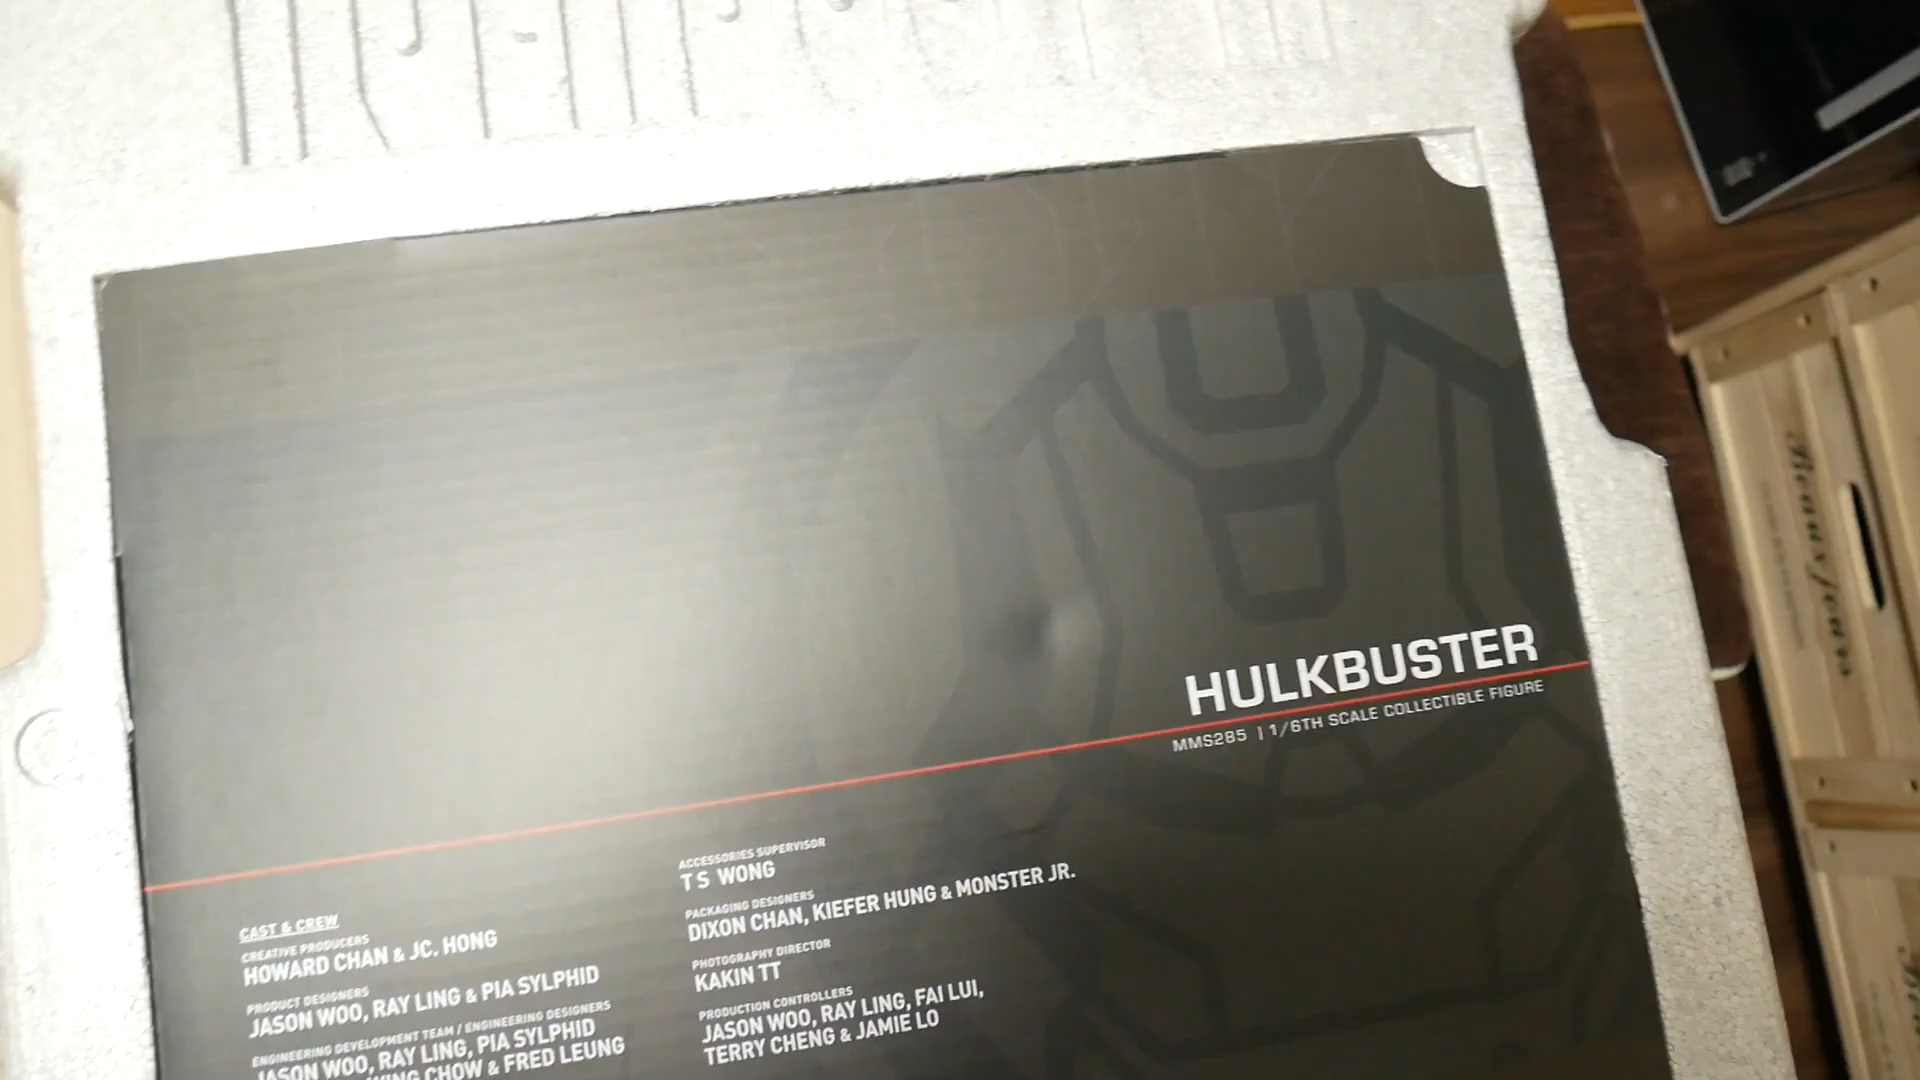 HULKBUSTER
MMS285 | 1/6TH SCALE COLLECTIBLE FIGURE
CAST & CREW
CREATIVE PRODUCERS
HOWARD CHAN & JC. HONG
PRODUCT DESIGNERS
JASON WOO, RAY LING & PIA SYLPHID
ENGINEERING DEVELOPMENT TEAM / ENGINEERING DESIGNERS
JASON WOO, RAY LING, PIA SYLPHID
CHOW & FRED LEUNG
ACCESSORIES SUPERVISOR
T S WONG
PACKAGING DESIGNERS
DIXON CHAN, KIEFER HUNG & MONSTER JR.
PHOTOGRAPHY DIRECTOR
KAKIN TT
PRODUCTION CONTROLLERS
JASON WOO, RAY LING, FAI LUI,
TERRY CHENG & JAMIE LO